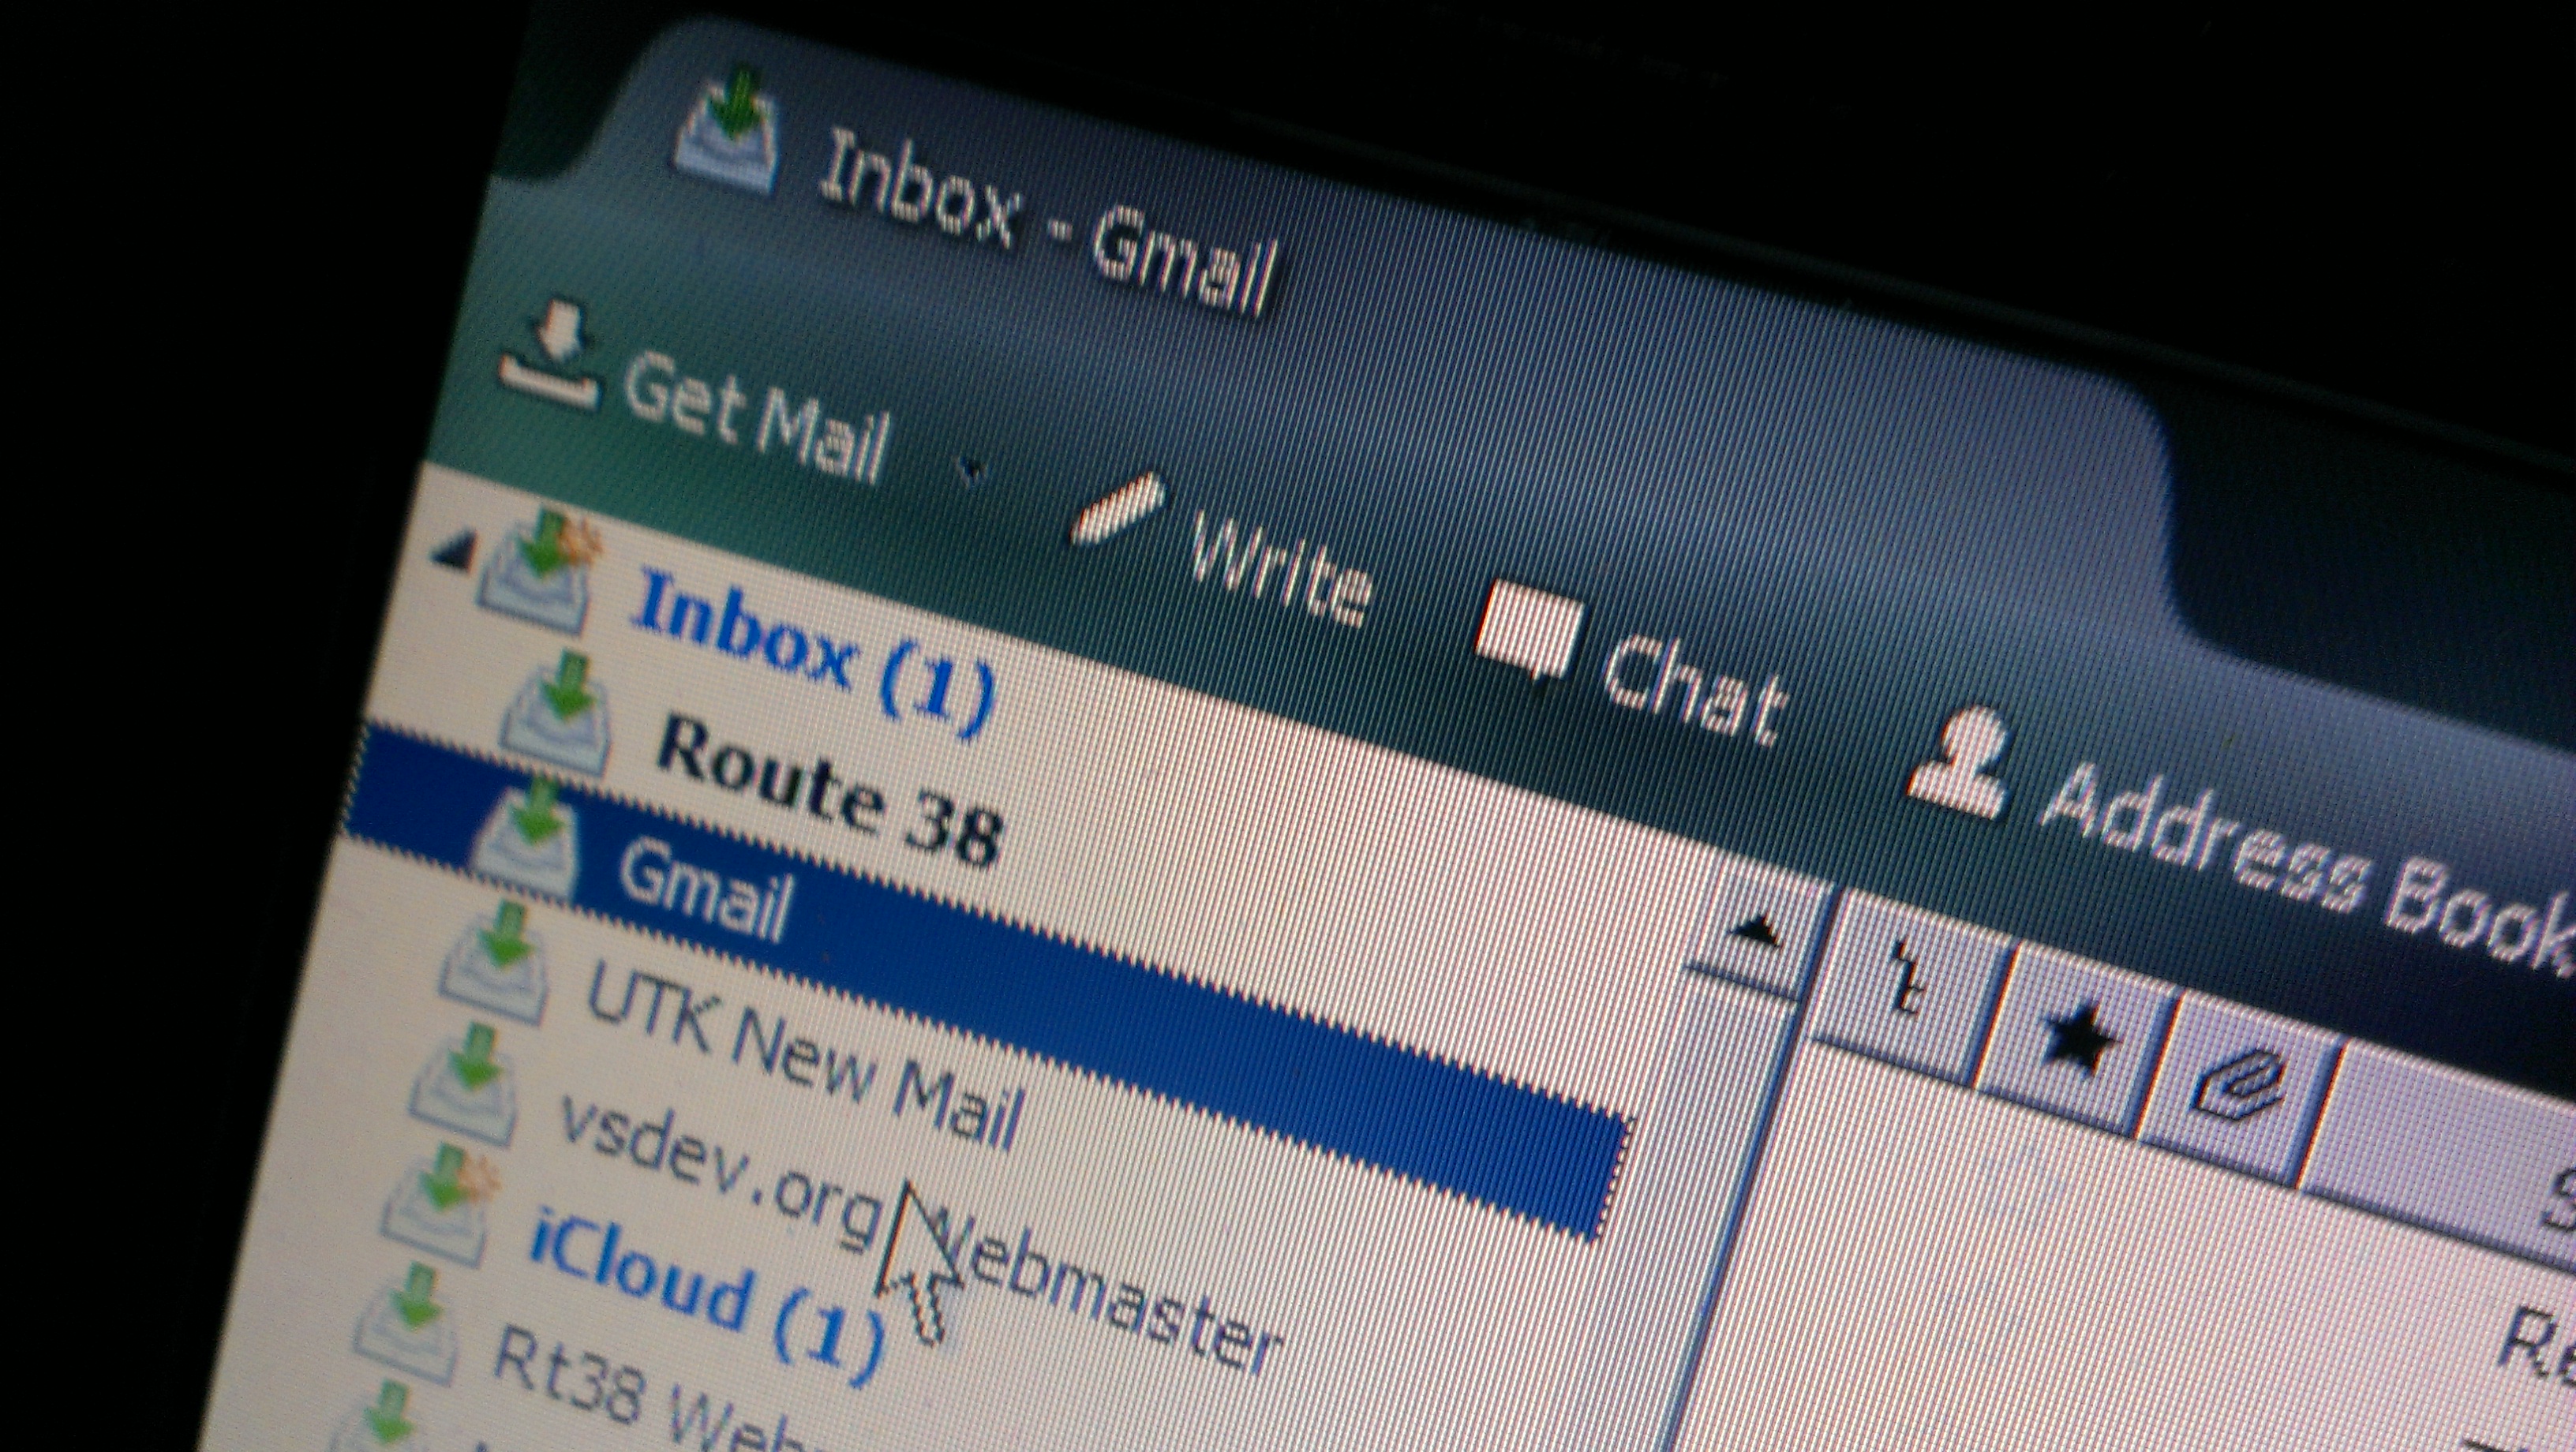 Inbox - Gmail
Get Mail Write Chat Address Book
Inbox (1)
Route 38
Gmail
UTK New Mail
vsdev.org Webmaster
iCloud (1)
Rt38